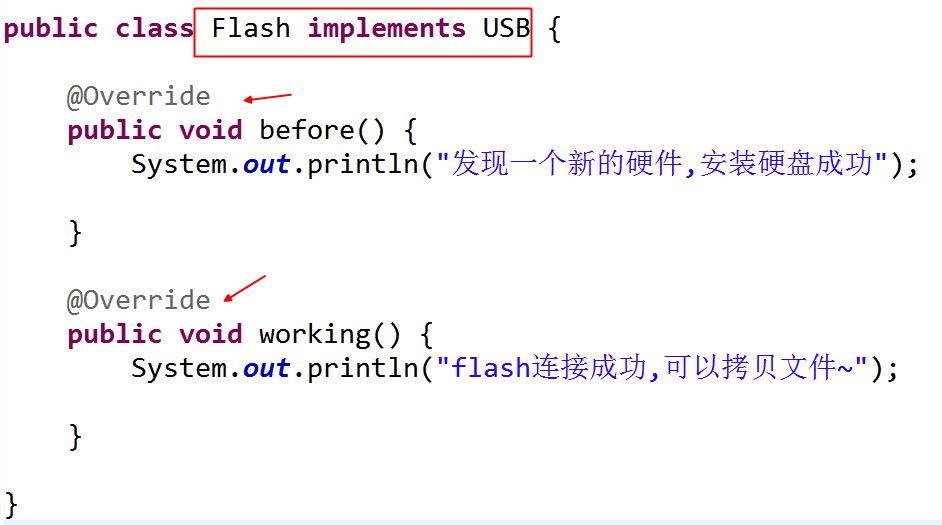 public class Flash implements USB {
@Override
public void before() {
System.out.println("发现一个新的硬件,安装硬盘成功");
}
@Override
public void working() {
System.out.println("flash连接成功,可以拷贝文件~");
}
}